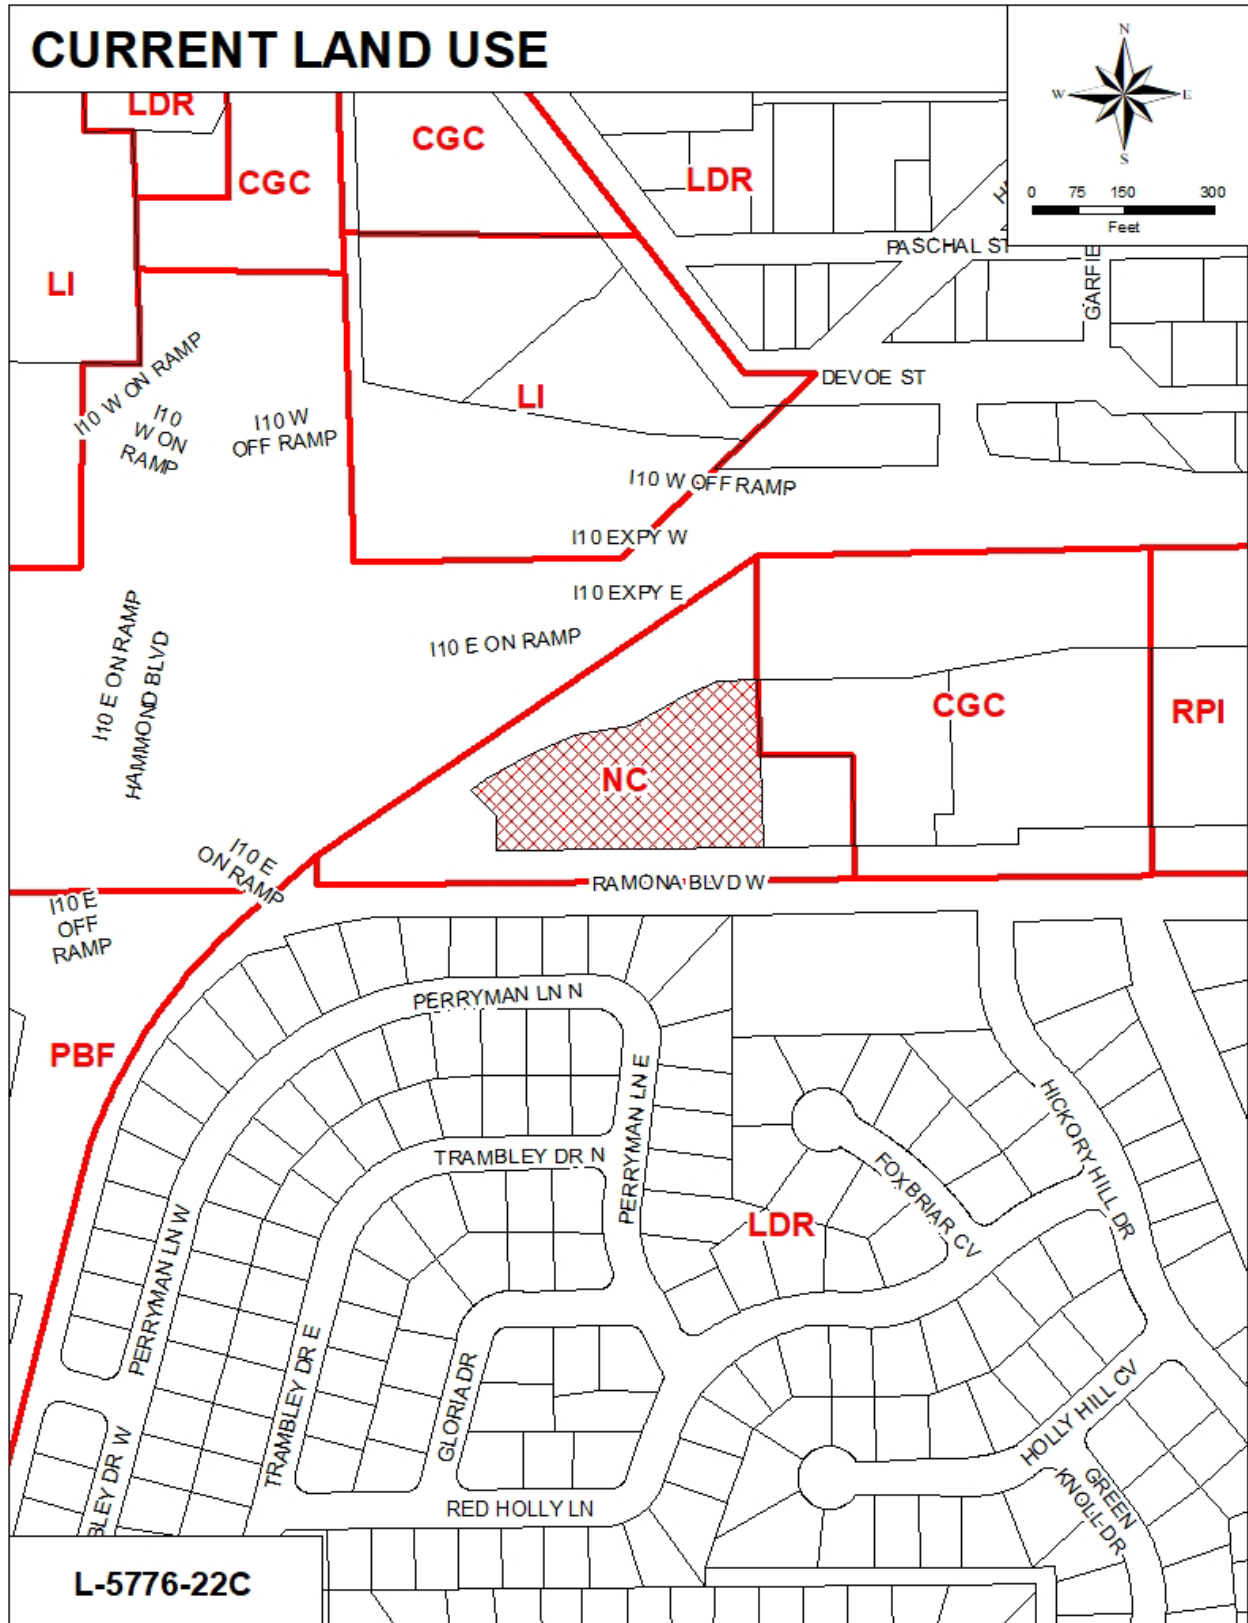 CURRENT LAND USE
N
W
E
S
0 75 150 300
Feet
LDR
CGC
CGC
LDR
PASCHAL ST
GARFIE
LI
I10 W ON RAMP
I10
W ON
RAMP
I10 W
OFF RAMP
LI
DEVOE ST
I10 W OFF RAMP
I10 EXPY W
I10 EXPY E
I10 E ON RAMP
I10 E ON RAMP
HAMMOND BLVD
CGC
RPI
NC
I10 E
ON RAMP
RAMONA BLVD W
I10 E
OFF
RAMP
PERRYMAN LN N
PBF
PERRYMAN LN E
HICKORY HILL DR
TRAMBLEY DR N
FOXBRIAR CV
LDR
PERRYMAN LN W
TRAMBLEY DR E
GLORIA DR
HOLLY HILL CV
GREEN
KNOLL DR
BLEY DR W
RED HOLLY LN
L-5776-22C